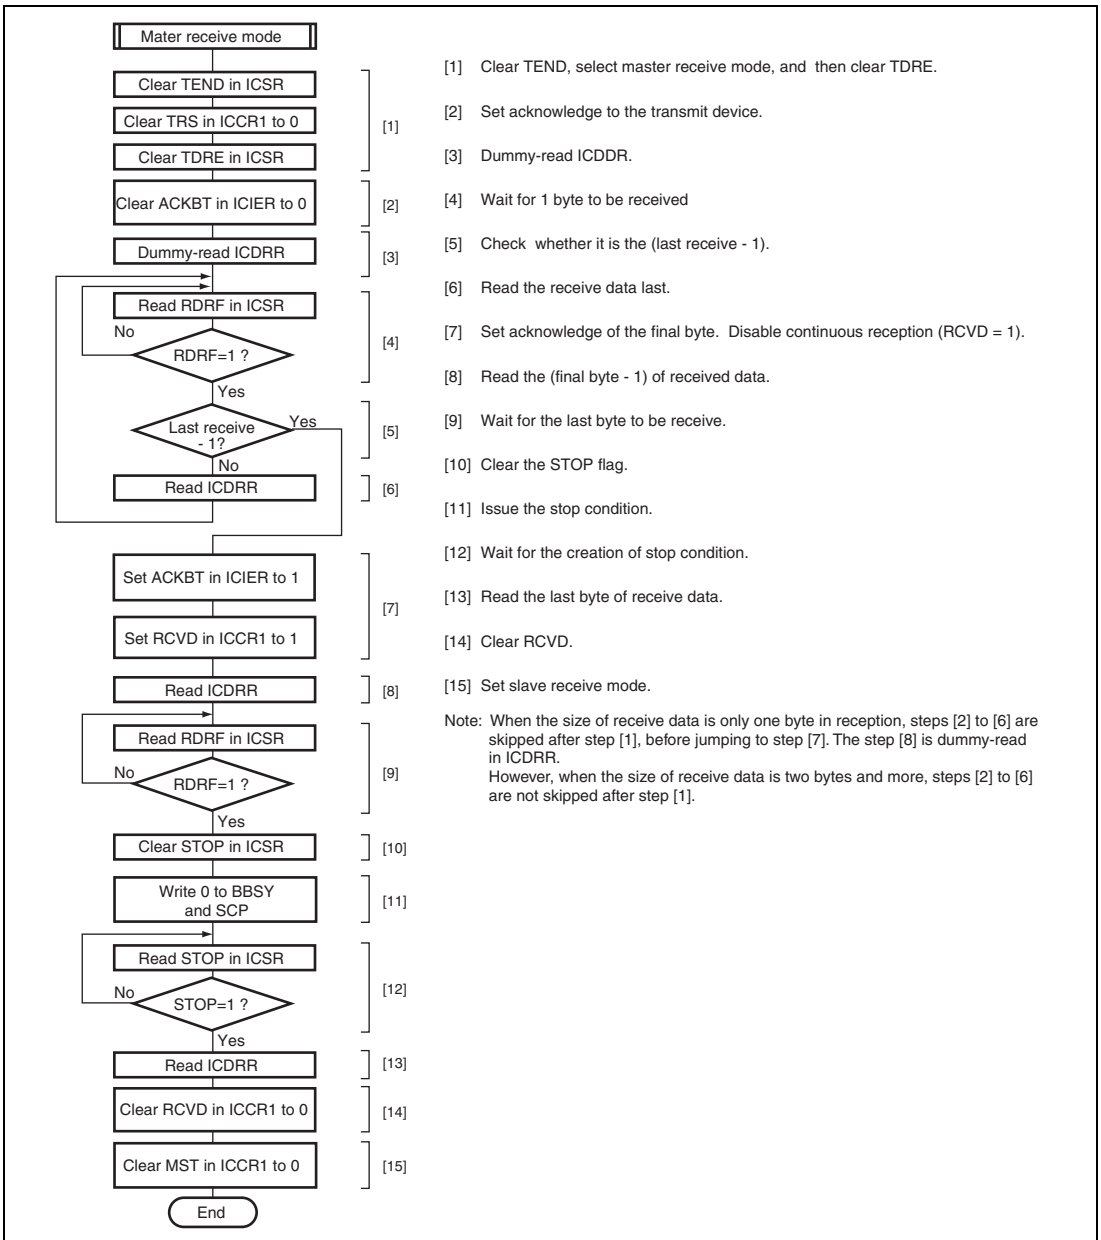 Mater receive mode
Clear TEND in ICSR
Clear TRS in ICCR1 to 0
Clear TDRE in ICSR
[1]
Clear ACKBT in ICIER to 0
[2]
Dummy-read ICDRR
[3]
Read RDRF in ICSR
No
RDRF=1 ?
[4]
Yes
Last receive
- 1?
Yes
[5]
No
Read ICDRR
[6]
Set ACKBT in ICIER to 1
[7]
Set RCVD in ICCR1 to 1
Read ICDRR
[8]
Read RDRF in ICSR
No
RDRF=1 ?
[9]
Yes
Clear STOP in ICSR
[10]
Write 0 to BBSY
and SCP
[11]
Read STOP in ICSR
No
STOP=1 ?
[12]
Yes
Read ICDRR
[13]
Clear RCVD in ICCR1 to 0
[14]
Clear MST in ICCR1 to 0
[15]
End
[1] Clear TEND, select master receive mode, and then clear TDRE.
[2] Set acknowledge to the transmit device.
[3] Dummy-read ICDDR.
[4] Wait for 1 byte to be received
[5] Check whether it is the (last receive - 1).
[6] Read the receive data last.
[7] Set acknowledge of the final byte. Disable continuous reception (RCVD = 1).
[8] Read the (final byte - 1) of received data.
[9] Wait for the last byte to be receive.
[10] Clear the STOP flag.
[11] Issue the stop condition.
[12] Wait for the creation of stop condition.
[13] Read the last byte of receive data.
[14] Clear RCVD.
[15] Set slave receive mode.
Note: When the size of receive data is only one byte in reception, steps [2] to [6] are
skipped after step [1], before jumping to step [7]. The step [8] is dummy-read
in ICDRR.
However, when the size of receive data is two bytes and more, steps [2] to [6]
are not skipped after step [1].